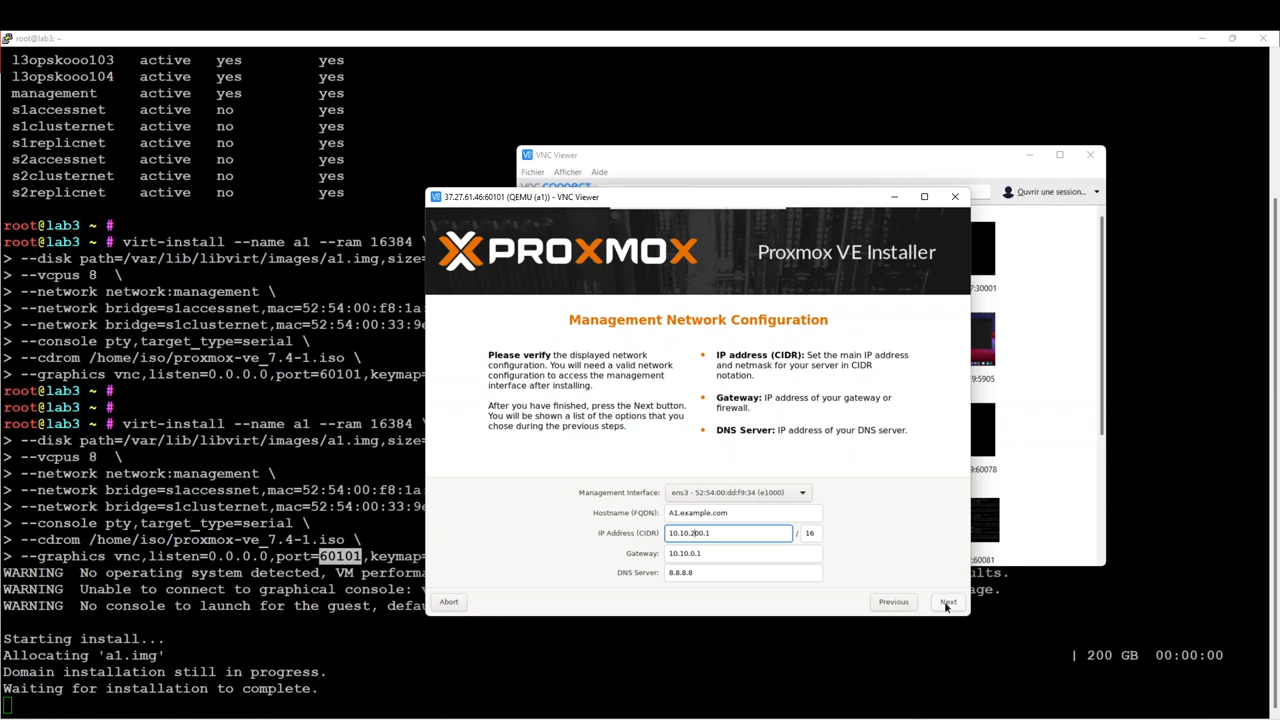 root@lab3: ~
l3opskooo103 active yes yes
l3opskooo104 active yes yes
management active yes yes
s1accessnet active no yes
s1clusternet active no yes
s1replicnet active no yes
s2accessnet active no yes
s2clusternet active no yes
s2replicnet active no yes
root@lab3 ~ #
root@lab3 ~ # virt-install --name a1 --ram 16384 \
> --disk path=/var/lib/libvirt/images/a1.img,size=
> --vcpus 8 \
> --network network:management \
> --network bridge=s1accessnet,mac=52:54:00:f8:1a:
> --network bridge=s1clusternet,mac=52:54:00:33:9e
> --console pty,target_type=serial \
> --cdrom /home/iso/proxmox-ve_7.4-1.iso \
> --graphics vnc,listen=0.0.0.0,port=60101,keymap=
root@lab3 ~ #
root@lab3 ~ #
root@lab3 ~ # virt-install --name a1 --ram 16384 \
> --disk path=/var/lib/libvirt/images/a1.img,size=
> --vcpus 8 \
> --network network:management \
> --network bridge=s1accessnet,mac=52:54:00:f8:1a:
> --network bridge=s1clusternet,mac=52:54:00:33:9e
> --console pty,target_type=serial \
> --cdrom /home/iso/proxmox-ve_7.4-1.iso \
> --graphics vnc,listen=0.0.0.0,port=60101,keymap=
WARNING No operating system detected, VM performa
WARNING Unable to connect to graphical console:
WARNING No console to launch for the guest, defau
Starting install...
Allocating 'a1.img' | 200 GB 00:00:00
Domain installation still in progress.
Waiting for installation to complete.
VNC Viewer
Fichier Afficher Aide
Ouvrir une session...
:30001
9:5905
:60078
:60081
37.27.61.46:60101 (QEMU (a1)) - VNC Viewer
PROXMOX
Proxmox VE Installer
Management Network Configuration
Please verify the displayed network
configuration. You will need a valid network
configuration to access the management
interface after installing.
After you have finished, press the Next button.
You will be shown a list of the options that you
chose during the previous steps.
• IP address (CIDR): Set the main IP address
and netmask for your server in CIDR
notation.
• Gateway: IP address of your gateway or
firewall.
• DNS Server: IP address of your DNS server.
Management Interface: ens3 - 52:54:00:dd:f9:34 (e1000)
Hostname (FQDN): A1.example.com
IP Address (CIDR) 10.10.200.1 / 16
Gateway: 10.10.0.1
DNS Server: 8.8.8.8
Abort
Previous
Next